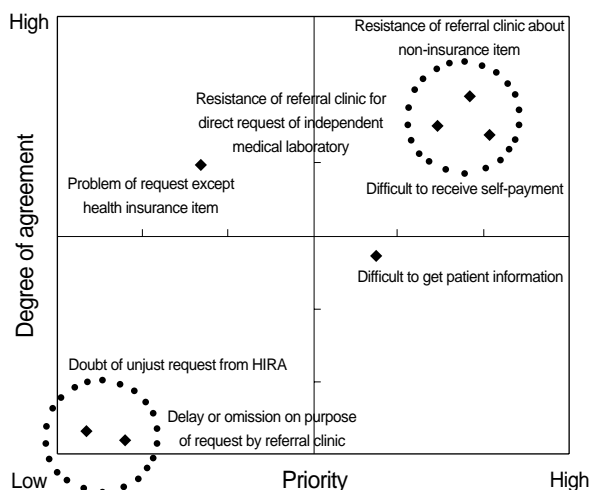 High
Resistance of referral clinic about
non-insurance item
Resistance of referral clinic for
direct request of independent
medical laboratory
Problem of request except
health insurance item
Difficult to receive self-payment
Degree of agreement
Difficult to get patient information
Doubt of unjust request from HIRA
Delay or omission on purpose
of request by referral clinic
Low
Priority
High